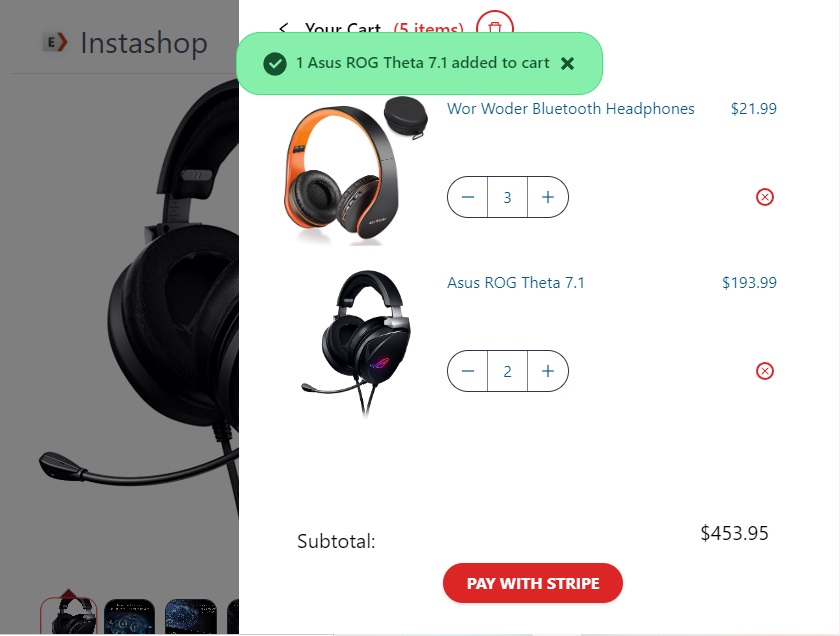 Instashop
Your Cart (5 items)
1 Asus ROG Theta 7.1 added to cart
Wor Woder Bluetooth Headphones $21.99
3
Asus ROG Theta 7.1 $193.99
2
Subtotal: $453.95
PAY WITH STRIPE